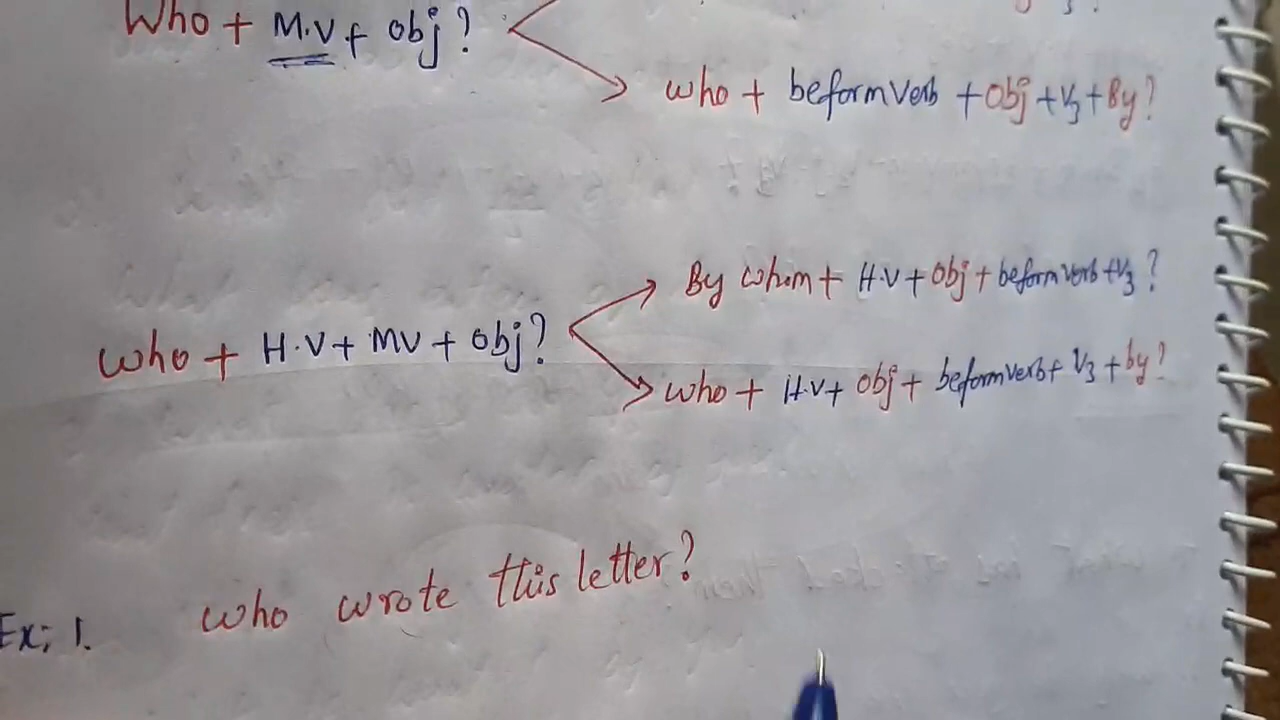 Who + M.V + Obj ?
who + beformverb + Obj + V3 + By ?
By whom + H.V + Obj + beformverb + V3 ?
who + H.V + MV + Obj ?
who + H.V + Obj + beformverb + V3 + by ?
Ex; 1. who wrote this letter ?